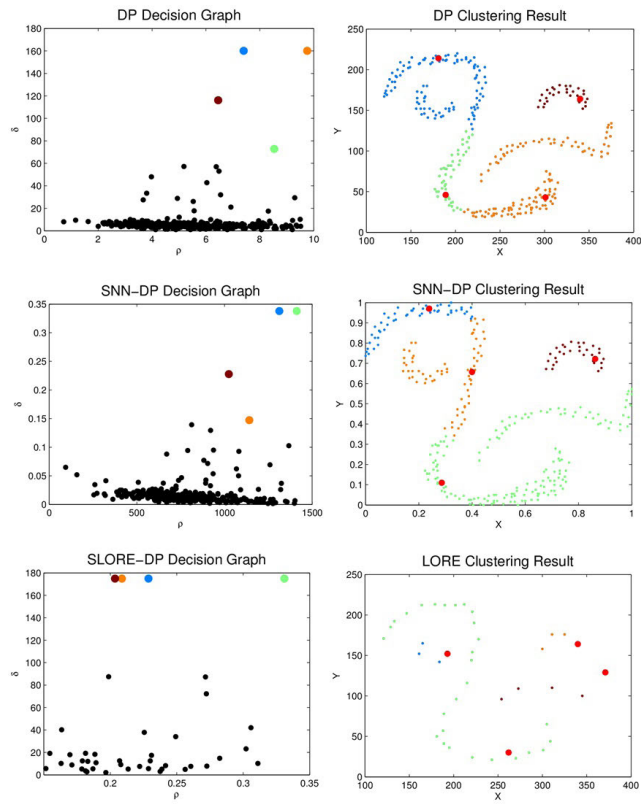 DP Decision Graph
180
160
140
120
100
80
60
40
20
0
δ
0 2 4 6 8 10
ρ
DP Clustering Result
250
200
150
100
50
0
Y
100 150 200 250 300 350 400
X
SNN-DP Decision Graph
0.35
0.3
0.25
0.2
0.15
0.1
0.05
0
δ
0 500 1000 1500
ρ
SNN-DP Clustering Result
1
0.9
0.8
0.7
0.6
0.5
0.4
0.3
0.2
0.1
0
Y
0 0.2 0.4 0.6 0.8 1
X
SLORE-DP Decision Graph
180
160
140
120
100
80
60
40
20
0
δ
0.2 0.25 0.3 0.35
ρ
LORE Clustering Result
250
200
150
100
50
0
Y
100 150 200 250 300 350 400
X